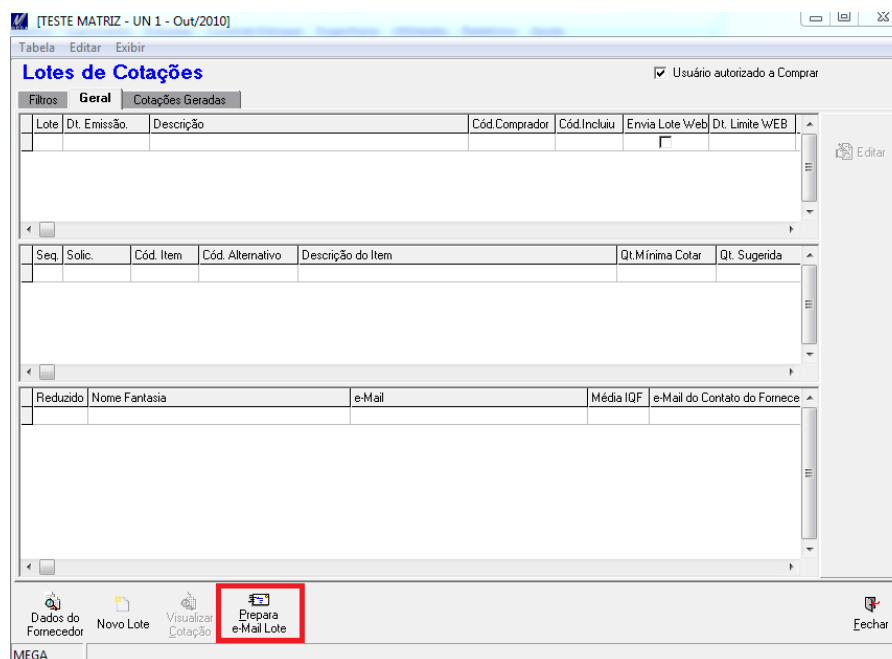 [TESTE MATRIZ - UN 1 - Out/2010]
Tabela Editar Exibir
Lotes de Cotações
Usuário autorizado a Comprar
Filtros Geral Cotações Geradas
Lote Dt. Emissão. Descrição Cód.Comprador Cód.Incluiu Envia Lote Web Dt. Limite WEB
Editar
Seq. Solic. Cód. Item Cód. Alternativo Descrição do Item Qt.Mínima Cotar Qt. Sugerida
Reduzido Nome Fantasia e-Mail Média IQF e-Mail do Contato do Fornece
Dados do Fornecedor
Novo Lote
Visualizar Cotação
Prepara e-Mail Lote
Fechar
MEGA